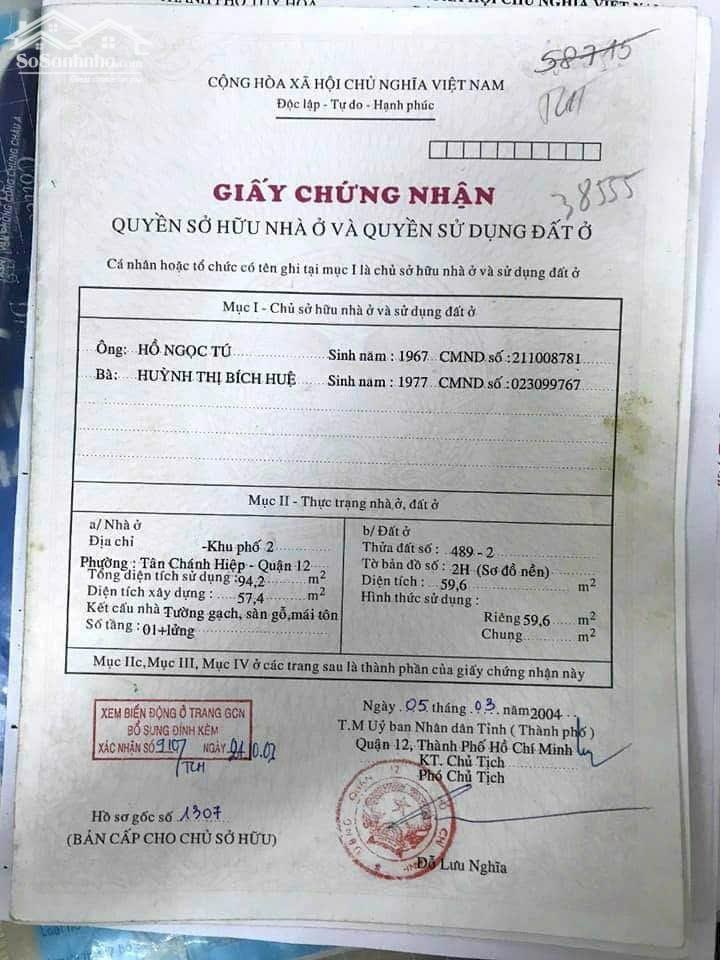 SoSanhnha.com
58715
TCH
CỘNG HÒA XÃ HỘI CHỦ NGHĨA VIỆT NAM
Độc lập - Tự do - Hạnh phúc
GIẤY CHỨNG NHẬN
38555
QUYỀN SỞ HỮU NHÀ Ở VÀ QUYỀN SỬ DỤNG ĐẤT Ở
Cá nhân hoặc tổ chức có tên ghi tại mục I là chủ sở hữu nhà ở và sử dụng đất ở
Mục I - Chủ sở hữu nhà ở và sử dụng đất ở
Ông: HỒ NGỌC TÚ Sinh năm : 1967 CMND số : 211008781
Bà: HUỲNH THỊ BÍCH HUỆ Sinh năm : 1977 CMND số : 023099767
Mục II - Thực trạng nhà ở, đất ở
a/ Nhà ở
Địa chỉ -Khu phố 2
Phường : Tân Chánh Hiệp - Quận 12
Tổng diện tích sử dụng : 94,2 m2
Diện tích xây dựng : 57,4 m2
Kết cấu nhà Tường gạch, sàn gỗ, mái tôn
Số tầng : 01+lửng
b/ Đất ở
Thửa đất số : 489 - 2
Tờ bản đồ số : 2H (Sơ đồ nền)
Diện tích : 59,6 m2
Hình thức sử dụng :
Riêng 59,6 m2
Chung m2
Mục IIc, Mục III, Mục IV ở các trang sau là thành phần của giấy chứng nhận này
XEM BIẾN ĐỘNG Ở TRANG GCN
BỔ SUNG ĐÍNH KÈM
XÁC NHẬN SỐ 9107 NGÀY
TCH
Hồ sơ gốc số 1307
(BẢN CẤP CHO CHỦ SỞ HỮU)
Ngày 05 tháng 03 năm 2004
T.M Uỷ ban Nhân dân Tỉnh ( Thành phố )
Quận 12, Thành Phố Hồ Chí Minh
KT. Chủ Tịch
Phó Chủ Tịch
Đỗ Lưu Nghĩa